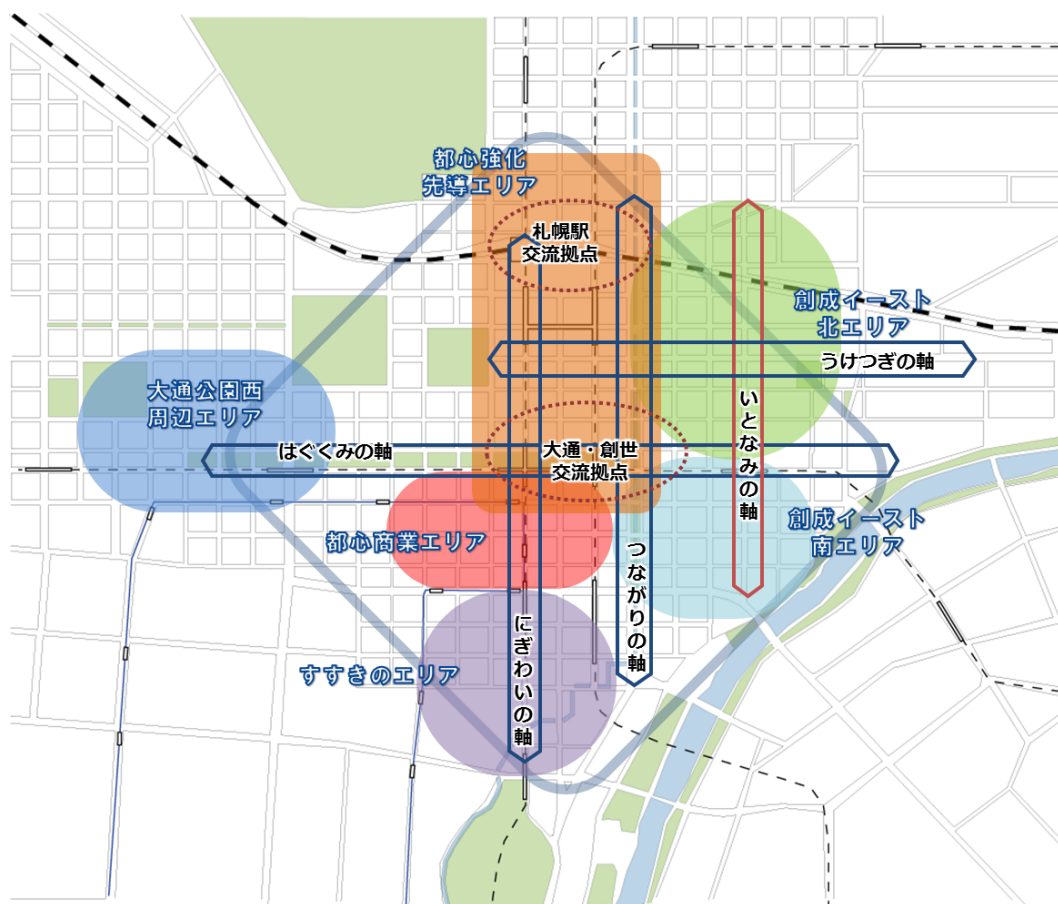 都心強化
先導エリア
札幌駅
交流拠点
創成イースト
北エリア
うけつぎの軸
大通公園西
周辺エリア
いとなみの軸
はぐくみの軸
大通・創世
交流拠点
創成イースト
南エリア
都心商業エリア
つながりの軸
にぎわいの軸
すすきのエリア